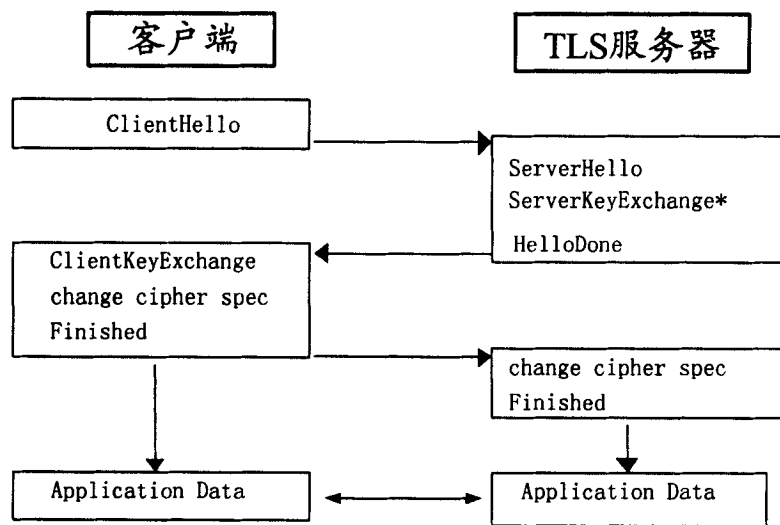 客户端
TLS服务器
ClientHello
ServerHello
ServerKeyExchange*
HelloDone
ClientKeyExchange
change cipher spec
Finished
change cipher spec
Finished
Application Data
Application Data